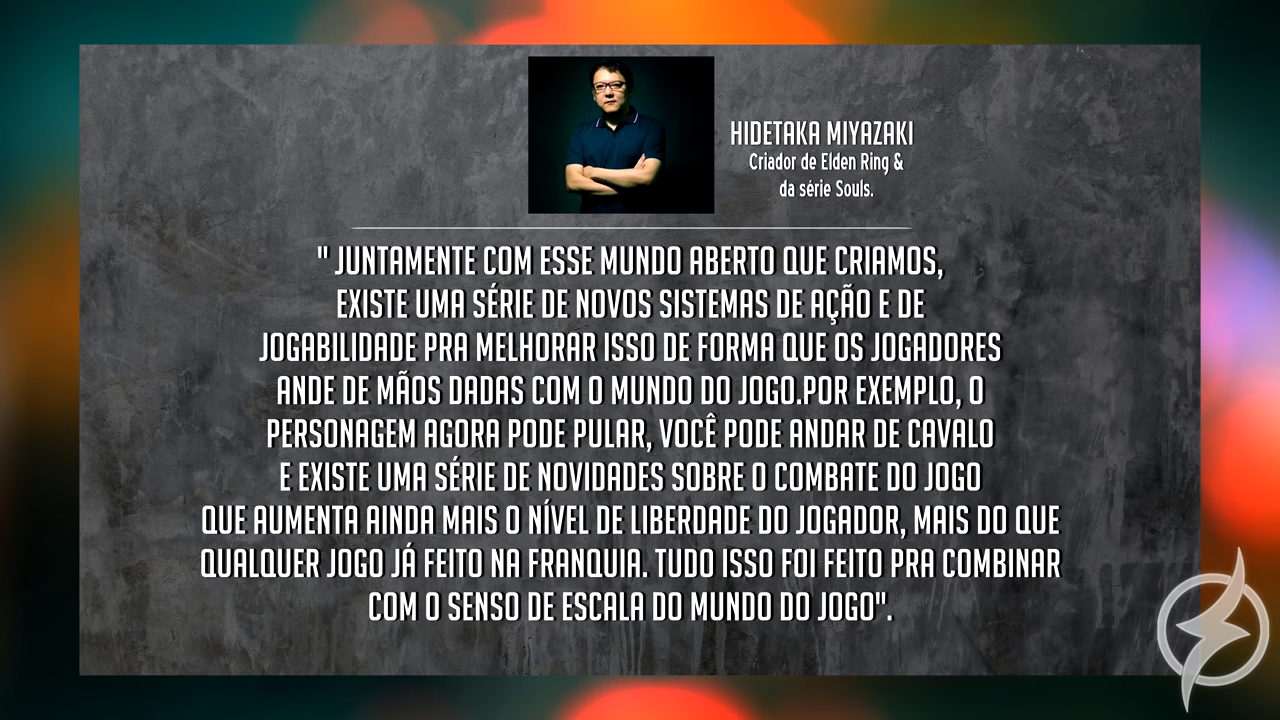 HIDETAKA MIYAZAKI
Criador de Elden Ring &
da série Souls.
" JUNTAMENTE COM ESSE MUNDO ABERTO QUE CRIAMOS,
EXISTE UMA SÉRIE DE NOVOS SISTEMAS DE AÇÃO E DE
JOGABILIDADE PRA MELHORAR ISSO DE FORMA QUE OS JOGADORES
ANDE DE MÃOS DADAS COM O MUNDO DO JOGO.POR EXEMPLO, O
PERSONAGEM AGORA PODE PULAR, VOCÊ PODE ANDAR DE CAVALO
E EXISTE UMA SÉRIE DE NOVIDADES SOBRE O COMBATE DO JOGO
QUE AUMENTA AINDA MAIS O NÍVEL DE LIBERDADE DO JOGADOR, MAIS DO QUE
QUALQUER JOGO JÁ FEITO NA FRANQUIA. TUDO ISSO FOI FEITO PRA COMBINAR
COM O SENSO DE ESCALA DO MUNDO DO JOGO".